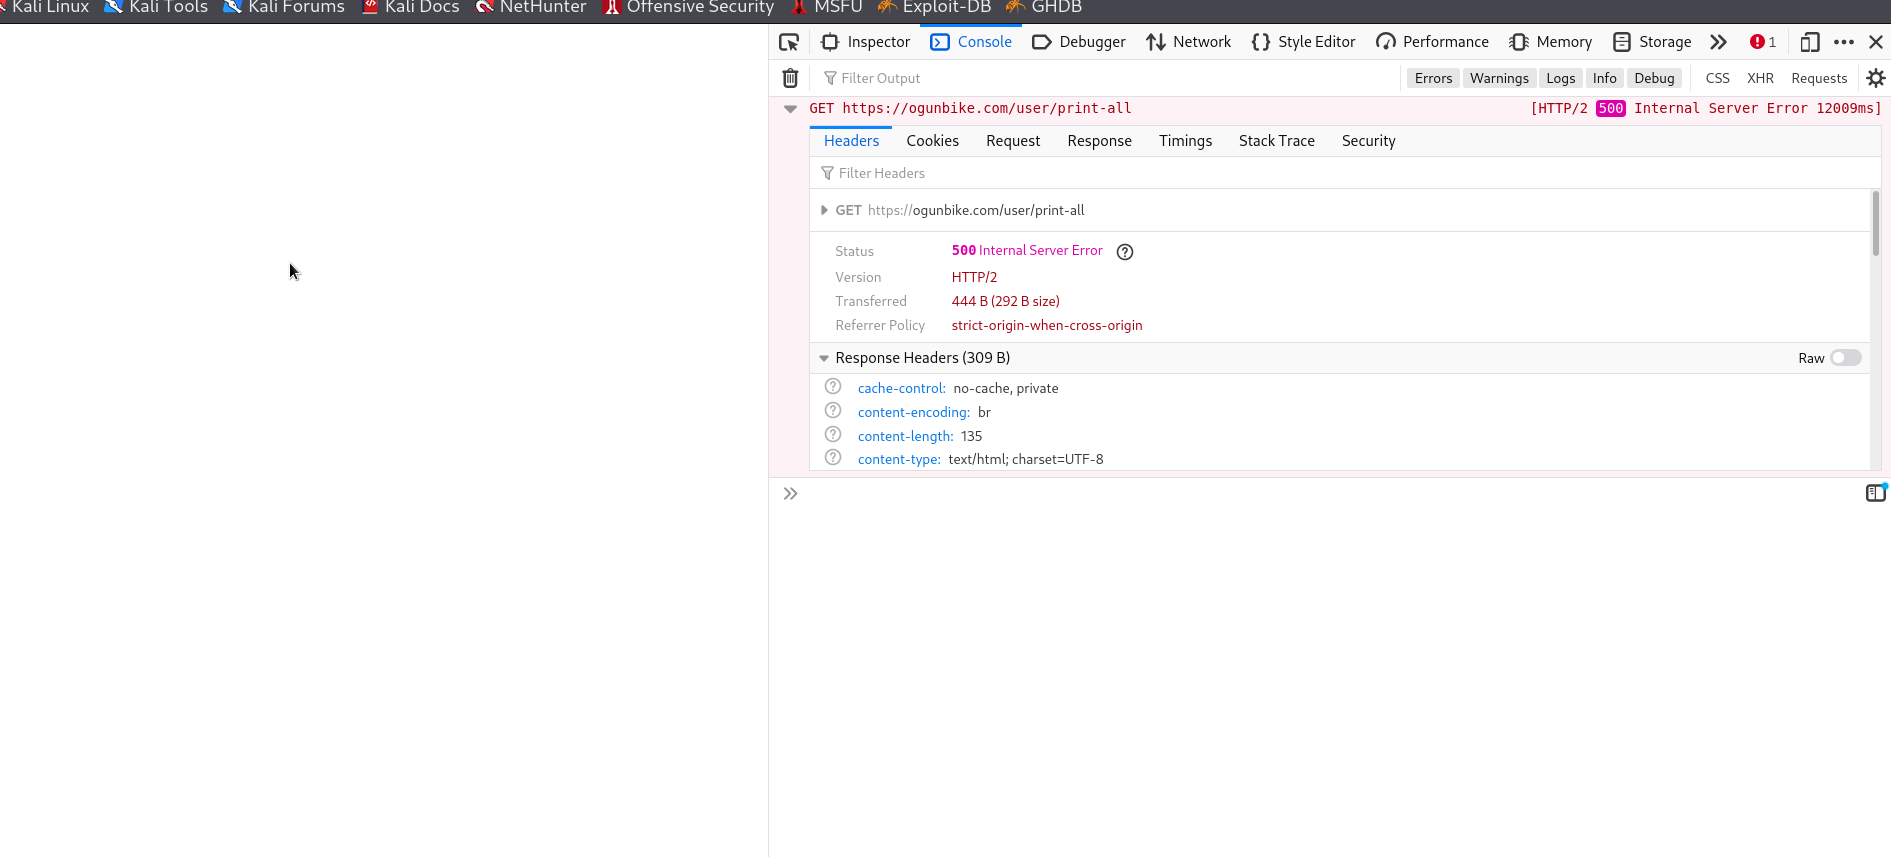 Kali Linux Kali Tools Kali Forums Kali Docs NetHunter Offensive Security MSFU Exploit-DB GHDB
Inspector Console Debugger Network Style Editor Performance Memory Storage 1
Filter Output Errors Warnings Logs Info Debug CSS XHR Requests
GET https://ogunbike.com/user/print-all [HTTP/2 500 Internal Server Error 12009ms]
Headers Cookies Request Response Timings Stack Trace Security
Filter Headers
GET https://ogunbike.com/user/print-all
Status 500 Internal Server Error
Version HTTP/2
Transferred 444 B (292 B size)
Referrer Policy strict-origin-when-cross-origin
Response Headers (309 B) Raw
cache-control: no-cache, private
content-encoding: br
content-length: 135
content-type: text/html; charset=UTF-8